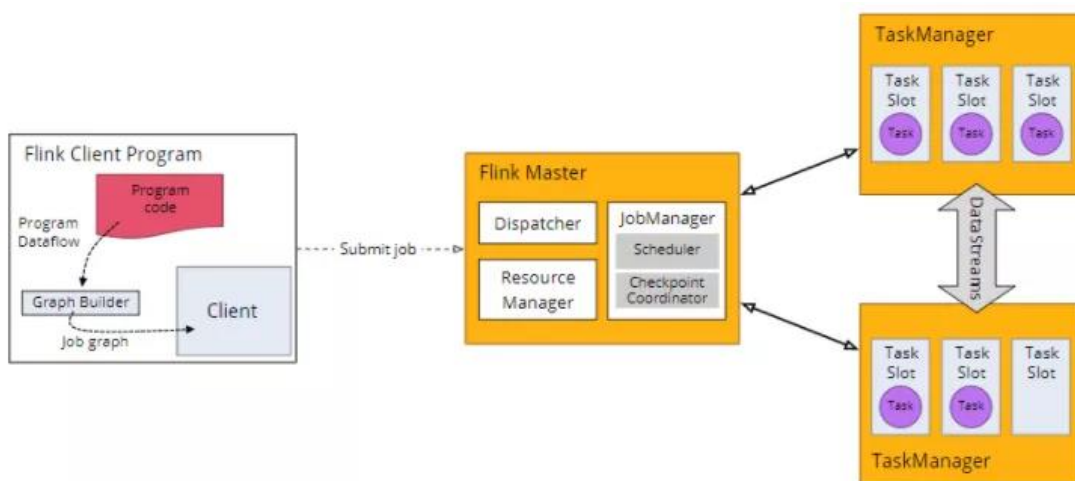 Flink Client Program
Program
code
Program
Dataflow
Graph Builder
Job graph
Client
Submit job
Flink Master
Dispatcher
Resource
Manager
JobManager
Scheduler
Checkpoint
Coordinator
TaskManager
Task
Slot
Task
Task
Slot
Task
Task
Slot
Task
DataStreams
Task
Slot
Task
Task
Slot
Task
Task
Slot
TaskManager